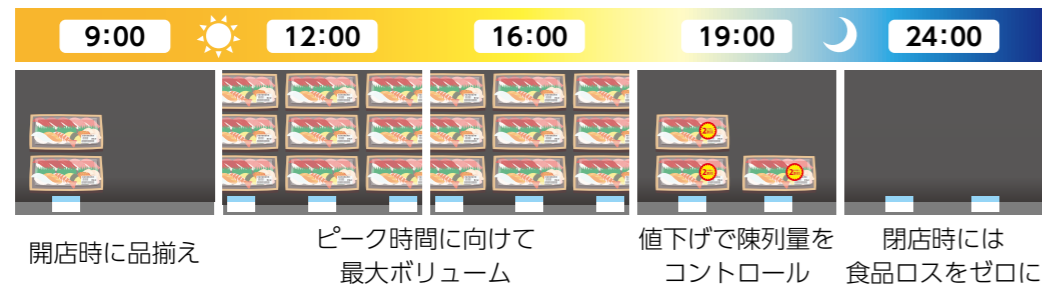 9:00
12:00
16:00
19:00
24:00
開店時に品揃え
ピーク時間に向けて
最大ボリューム
値下げで陳列量を
コントロール
閉店時には
食品ロスをゼロに